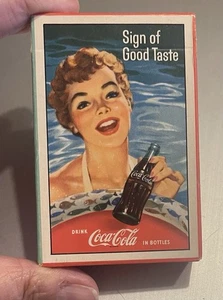 Sign of
Good Taste
DRINK Coca-Cola IN BOTTLES
Coca-Cola